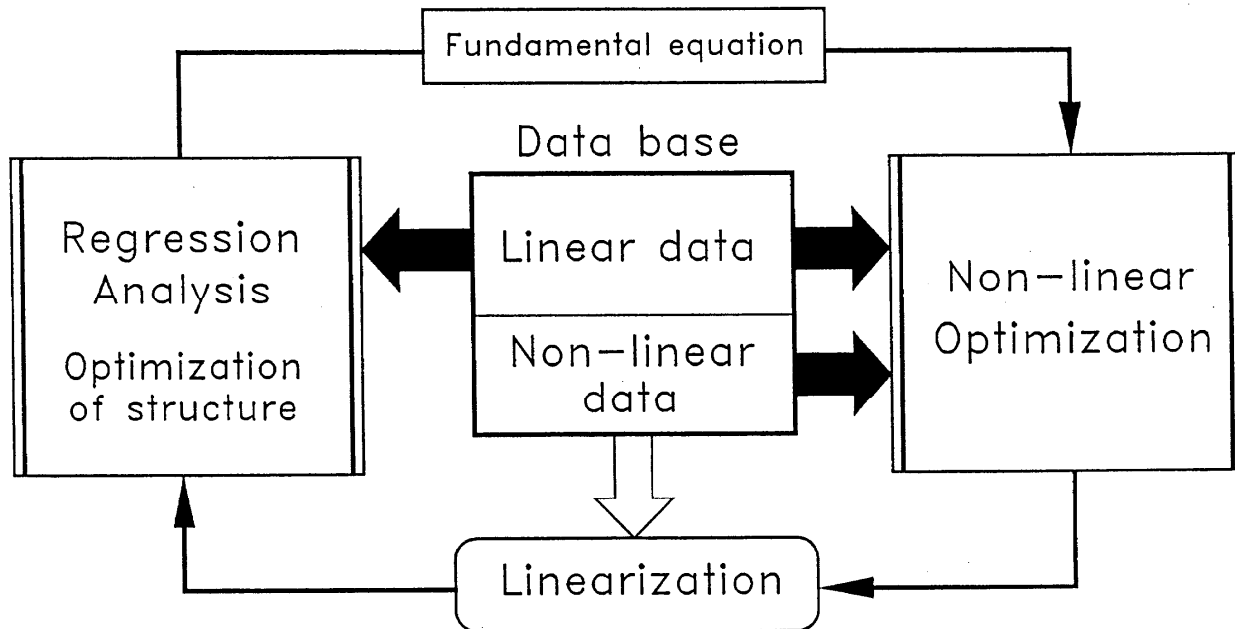 Fundamental equation
Data base
Regression
Analysis
Optimization
of structure
Linear data
Non-linear
data
Non-linear
Optimization
Linearization